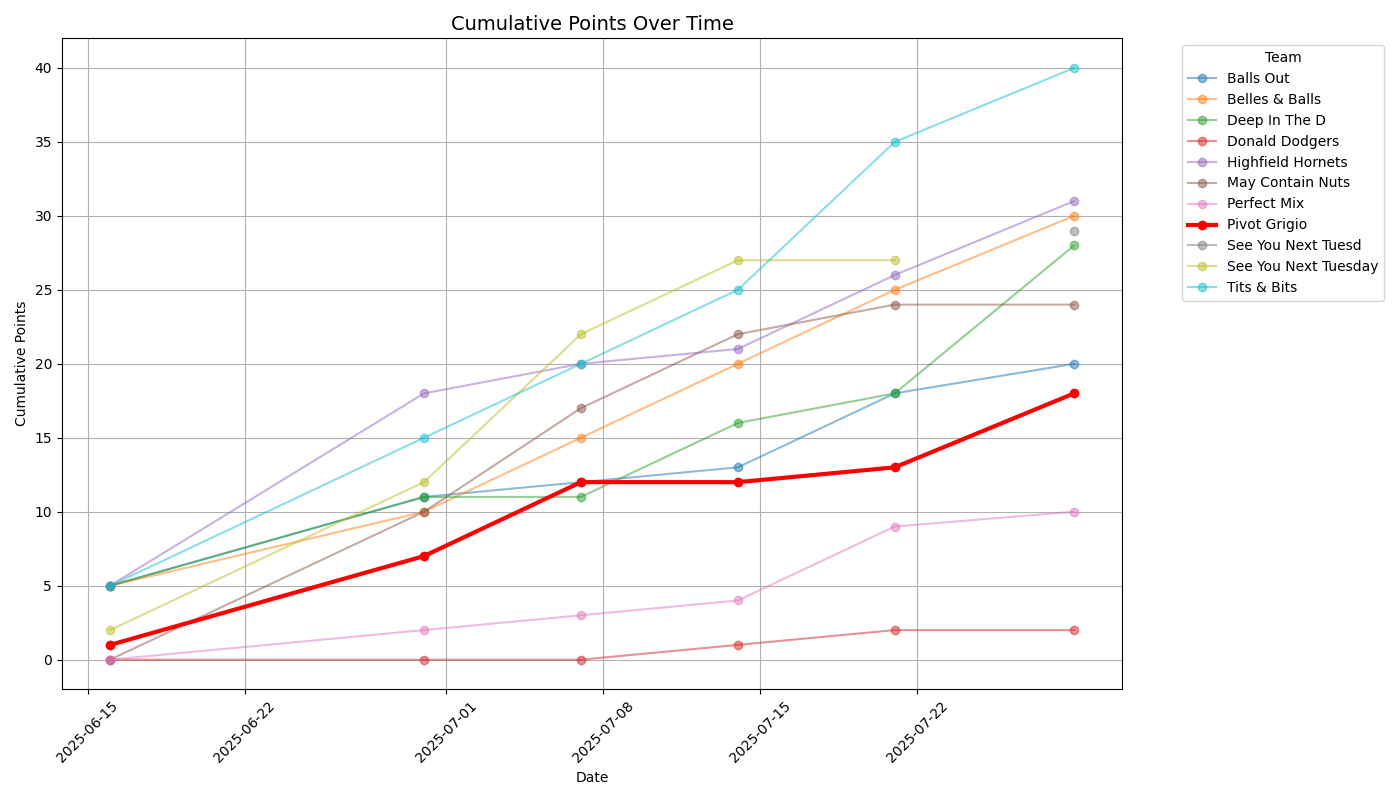 Cumulative Points Over Time
Cumulative Points
40
35
30
25
20
15
10
5
0
2025-06-15
2025-06-22
2025-07-01
2025-07-08
2025-07-15
2025-07-22
Date
Team
Balls Out
Belles & Balls
Deep In The D
Donald Dodgers
Highfield Hornets
May Contain Nuts
Perfect Mix
Pivot Grigio
See You Next Tuesd
See You Next Tuesday
Tits & Bits